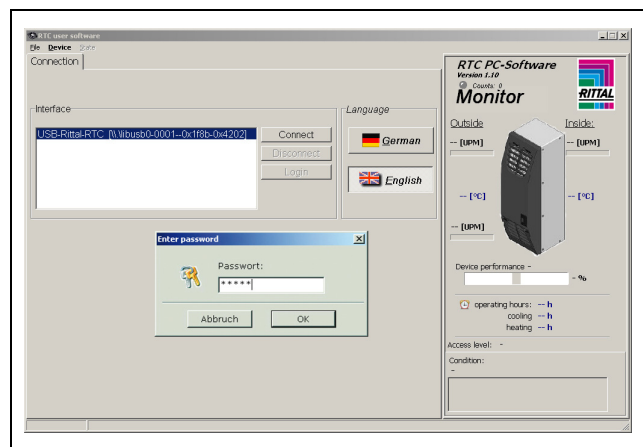 RTC user software
File Device State
Connection
Interface
USB-Rittal-RTC [\\.\libusb0-0001--0x1f8b-0x4202]
Connect
Disconnect
Login
Language
German
English
Enter password
Passwort:
*****
Abbruch OK
RTC PC-Software
Version 1.10
Counts: 0
Monitor
RITTAL
Outside Inside:
-- [UPM] -- [UPM]
-- [°C] -- [°C]
-- [UPM]
Device performance -
- %
operating hours: -- h
cooling -- h
heating -- h
Access level: -
Condition:
-